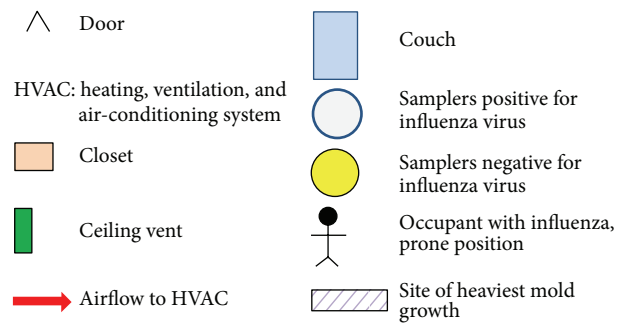 Door
HVAC: heating, ventilation, and
air-conditioning system
Closet
Ceiling vent
Airflow to HVAC
Couch
Samplers positive for
influenza virus
Samplers negative for
influenza virus
Occupant with influenza,
prone position
Site of heaviest mold
growth